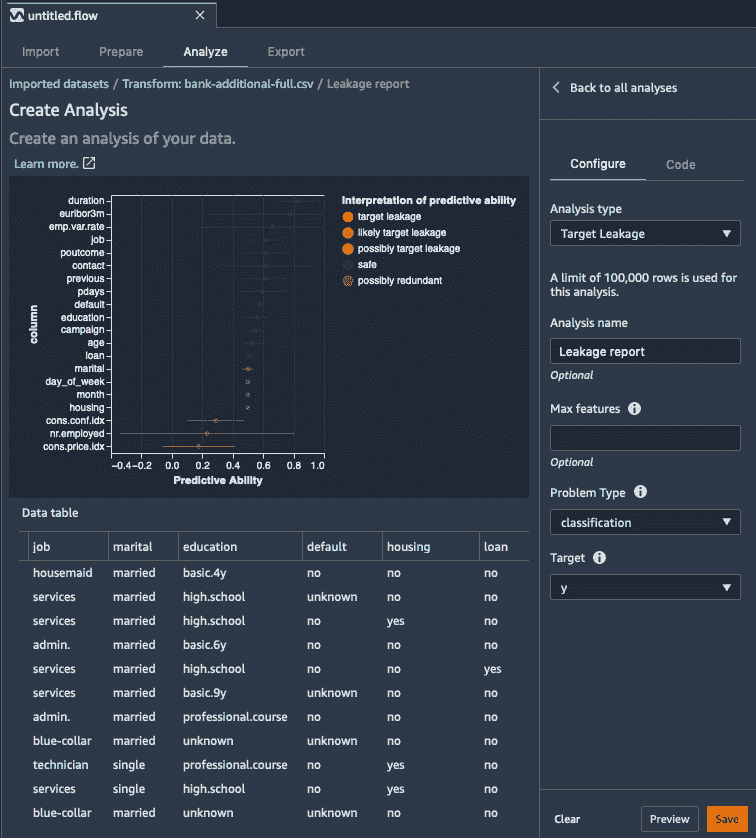 untitled.flow
Import Prepare Analyze Export
Imported datasets / Transform: bank-additional-full.csv / Leakage report
Create Analysis
Create an analysis of your data.
Learn more.
duration
euribor3m
emp.var.rate
job
poutcome
contact
previous
pdays
default
education
campaign
age
loan
marital
day_of_week
month
housing
cons.conf.idx
nr.employed
cons.price.idx
column
-0.4 -0.2 0.0 0.2 0.4 0.6 0.8 1.0
Predictive Ability
Interpretation of predictive ability
target leakage
likely target leakage
possibly target leakage
safe
possibly redundant
Data table
job marital education default housing loan
housemaid married basic.4y no no no
services married high.school unknown no no
services married high.school no yes no
admin. married basic.6y no no no
services married high.school no no yes
services married basic.9y unknown no no
admin. married professional.course no no no
blue-collar married unknown unknown no no
technician single professional.course no yes no
services single high.school no yes no
blue-collar married unknown unknown no no
Back to all analyses
Configure Code
Analysis type
Target Leakage
A limit of 100,000 rows is used for
this analysis.
Analysis name
Leakage report
Optional
Max features
Optional
Problem Type
classification
Target
y
Clear Preview Save